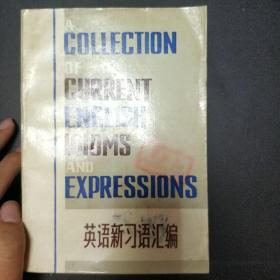 A
COLLECTION
OF
CURRENT
ENGLISH
IDIOMS
AND
EXPRESSIONS
英语新习语汇编